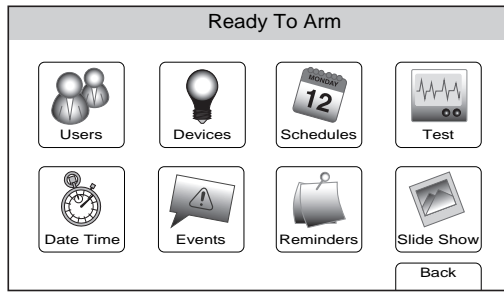 Ready To Arm
Users
Devices
MONDAY
12
Schedules
Test
Date Time
Events
Reminders
Slide Show
Back